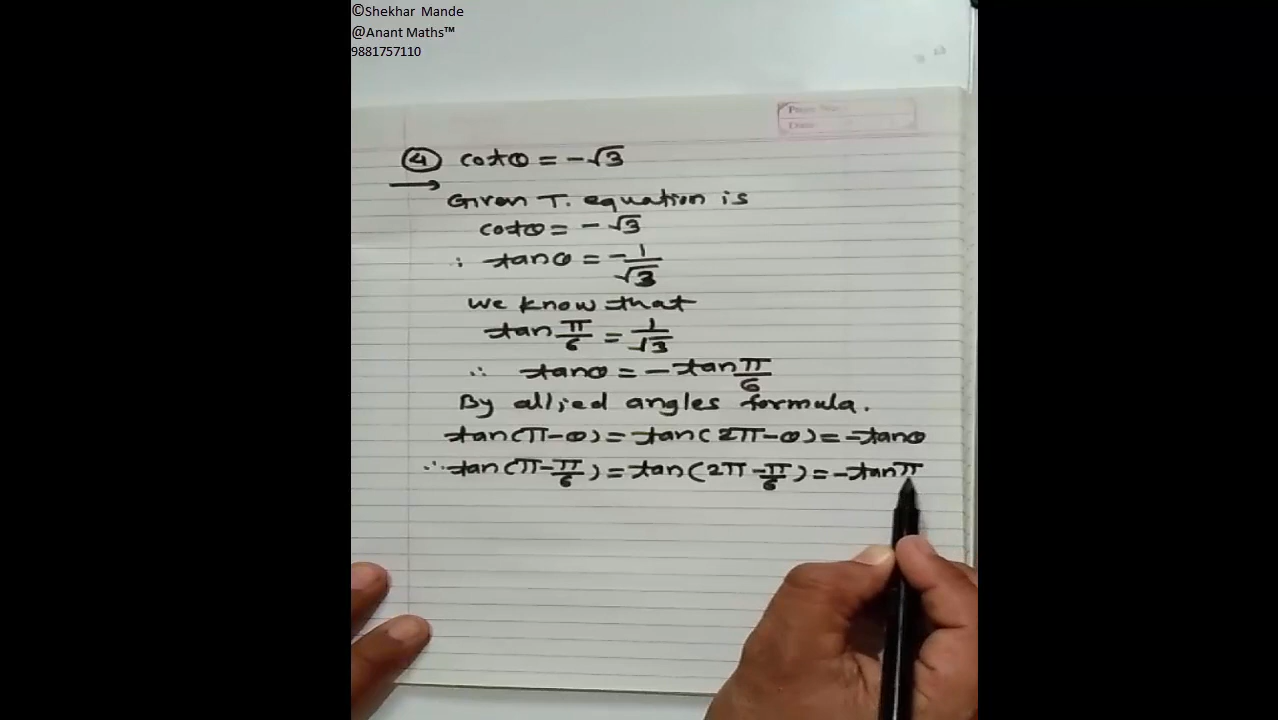 ©Shekhar Mande
@Anant Maths™
9881757110
④ cotθ = -√3
Given T. equation is
cotθ = -√3
∴ tanθ = -1/√3
We know that
tan π/6 = 1/√3
∴ tanθ = -tan π/6
By allied angles formula.
tan(π-θ) = tan(2π-θ) = -tanθ
∴ tan(π-π/6) = tan(2π-π/6) = -tan π